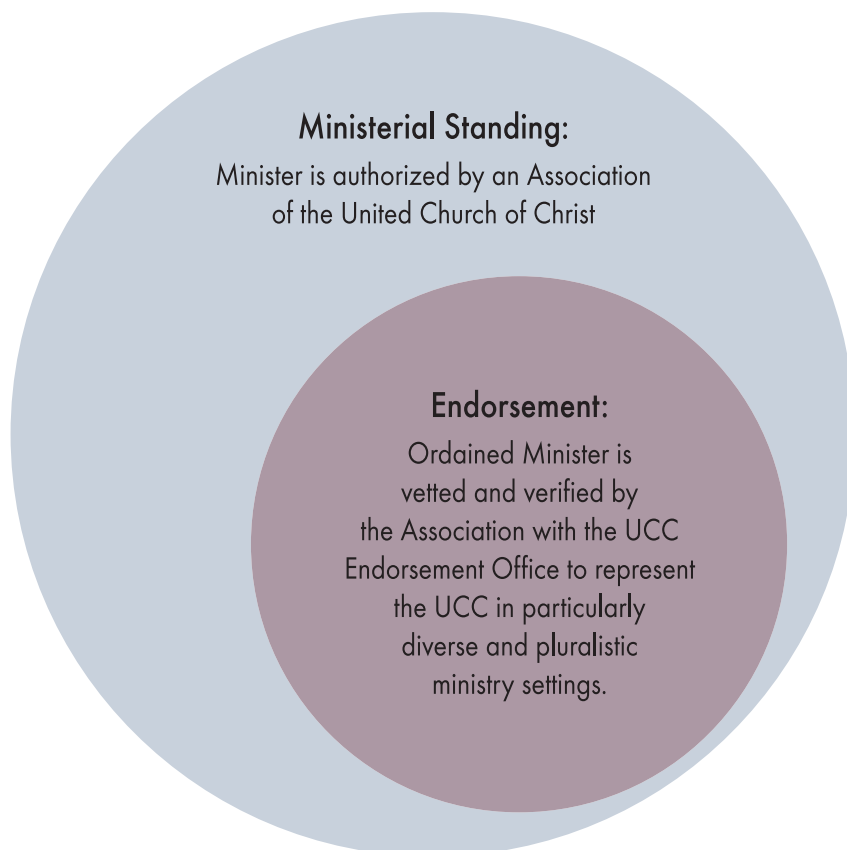 Ministerial Standing:
Minister is authorized by an Association
of the United Church of Christ
Endorsement:
Ordained Minister is
vetted and verified by
the Association with the UCC
Endorsement Office to represent
the UCC in particularly
diverse and pluralistic
ministry settings.